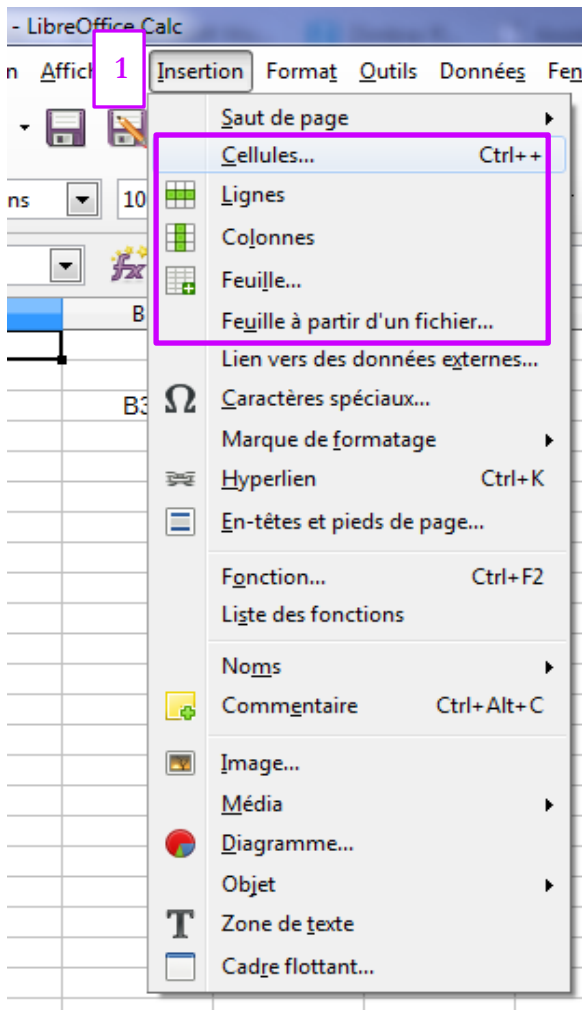 - LibreOffice Calc
n Affich 1 Insertion Format Outils Données Fen
Saut de page
Cellules... Ctrl++
ns 10 Lignes
Colonnes
fx Feuille...
B Feuille à partir d'un fichier...
Lien vers des données externes...
B3 Ω Caractères spéciaux...
Marque de formatage
Hyperlien Ctrl+K
En-têtes et pieds de page...
Fonction... Ctrl+F2
Liste des fonctions
Noms
Commentaire Ctrl+Alt+C
Image...
Média
Diagramme...
Objet
T Zone de texte
Cadre flottant...